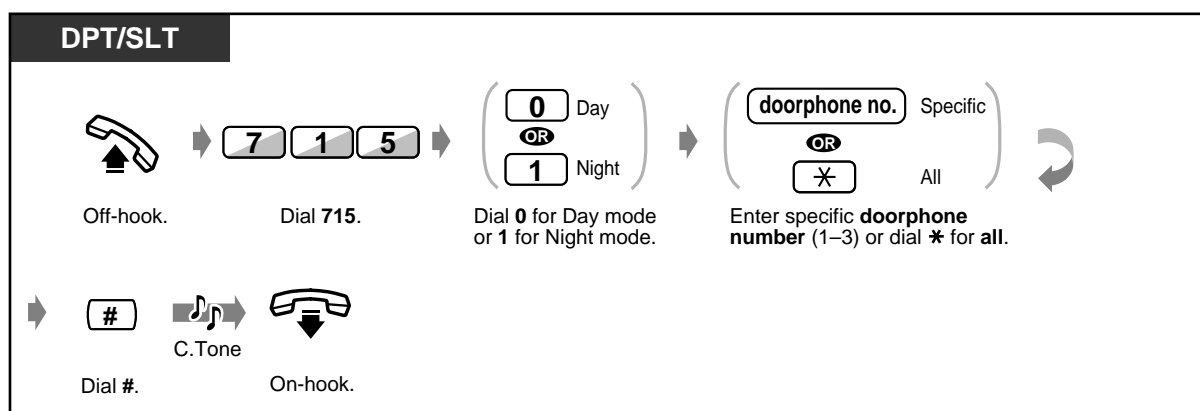 DPT/SLT
7 1 5
0 Day
OR
1 Night
doorphone no. Specific
OR
* All
Off-hook.
Dial 715.
Dial 0 for Day mode
or 1 for Night mode.
Enter specific doorphone
number (1–3) or dial * for all.
#
C.Tone
Dial #.
On-hook.